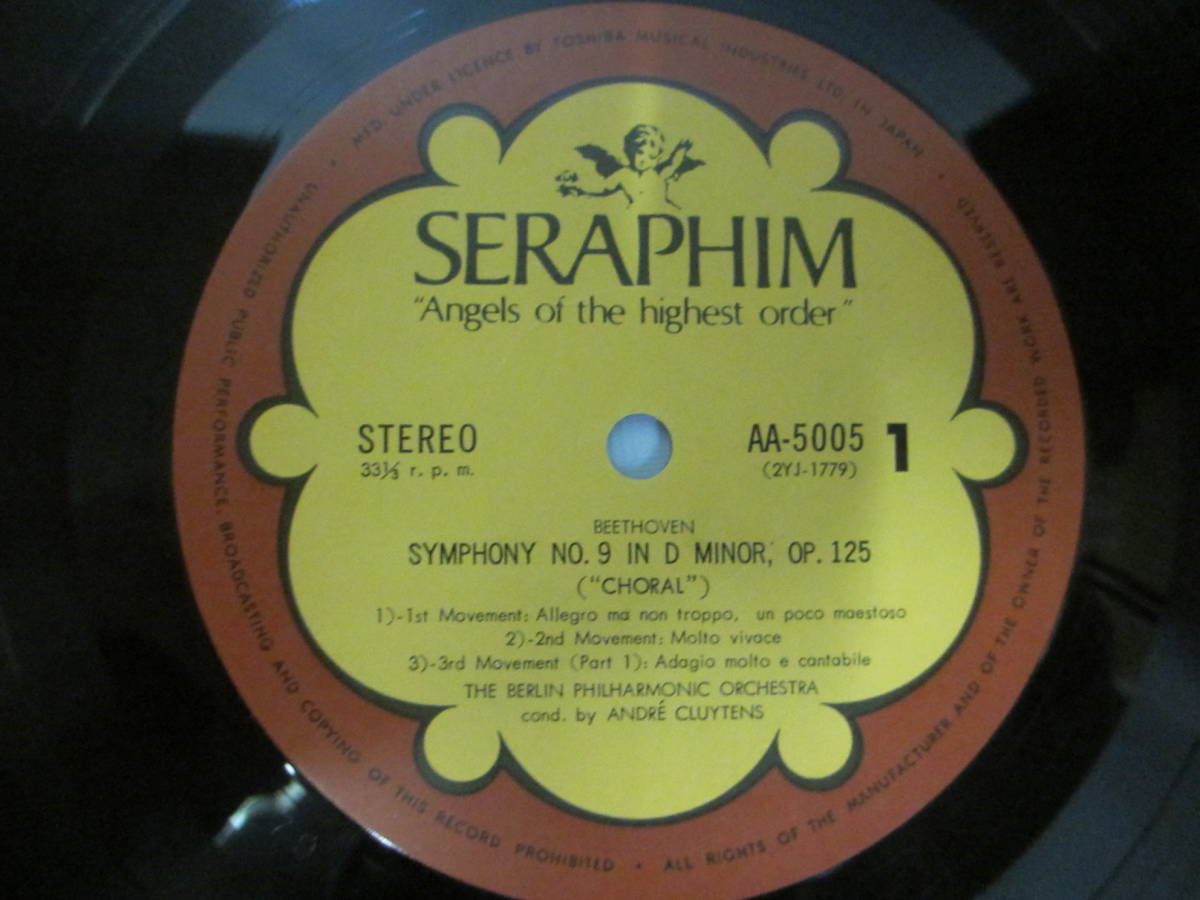 MFD. UNDER LICENCE BY TOSHIBA MUSICAL INDUSTRIES LTD. IN JAPAN •
SERAPHIM
"Angels of the highest order"
STEREO
33⅓ r. p. m.
AA-5005 1
(2YJ-1779)
BEETHOVEN
SYMPHONY NO. 9 IN D MINOR, OP. 125
("CHORAL")
1)-1st Movement: Allegro ma non troppo, un poco maestoso
2)-2nd Movement: Molto vivace
3)-3rd Movement (Part 1): Adagio molto e cantabile
THE BERLIN PHILHARMONIC ORCHESTRA
cond. by ANDRÉ CLUYTENS
UNAUTHORIZED PUBLIC PERFORMANCE, BROADCASTING AND COPYING OF THIS RECORD PROHIBITED •
ALL RIGHTS OF THE MANUFACTURER AND OF THE OWNER OF THE RECORDED WORK ARE RESERVED